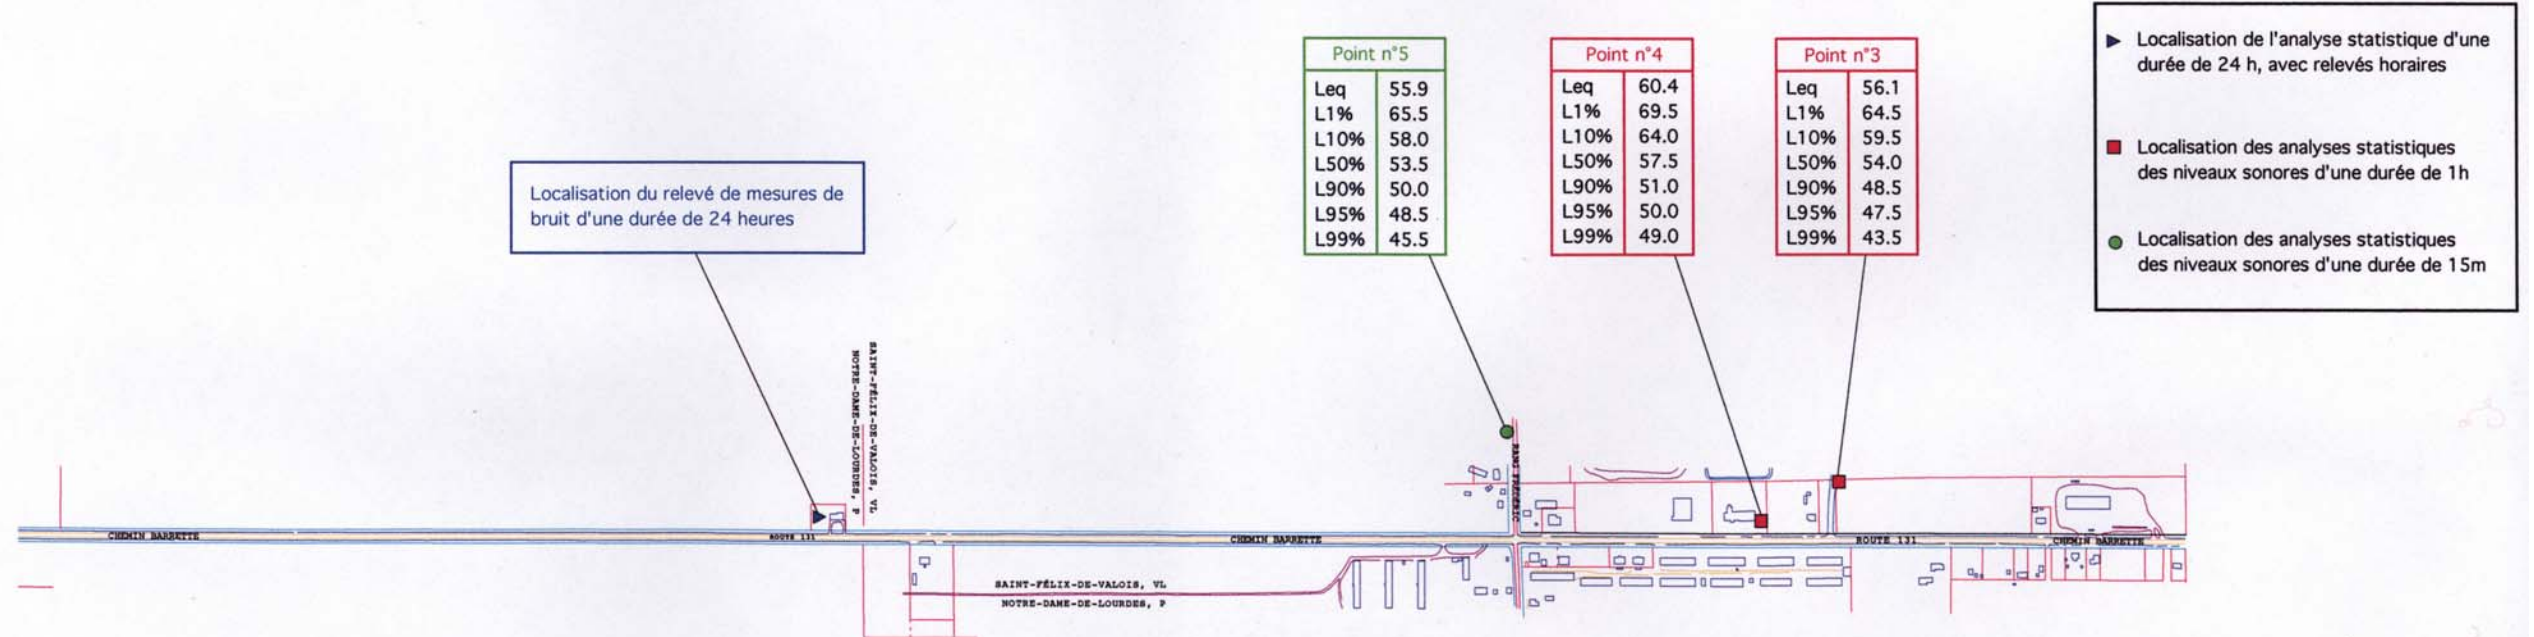 Localisation du relevé de mesures de
bruit d'une durée de 24 heures
Point n°5
Leq 55.9
L1% 65.5
L10% 58.0
L50% 53.5
L90% 50.0
L95% 48.5
L99% 45.5
Point n°4
Leq 60.4
L1% 69.5
L10% 64.0
L50% 57.5
L90% 51.0
L95% 50.0
L99% 49.0
Point n°3
Leq 56.1
L1% 64.5
L10% 59.5
L50% 54.0
L90% 48.5
L95% 47.5
L99% 43.5
Localisation de l'analyse statistique d'une
durée de 24 h, avec relevés horaires
Localisation des analyses statistiques
des niveaux sonores d'une durée de 1h
Localisation des analyses statistiques
des niveaux sonores d'une durée de 15m
SAINT-FÉLIX-DE-VALOIS, VL
NOTRE-DAME-DE-LOURDES, P
CHEMIN BARRETTE
ROUTE 131
CHEMIN BARRETTE
ROUTE 131
CHEMIN BARRETTE
SAINT-FÉLIX-DE-VALOIS, VL
NOTRE-DAME-DE-LOURDES, P